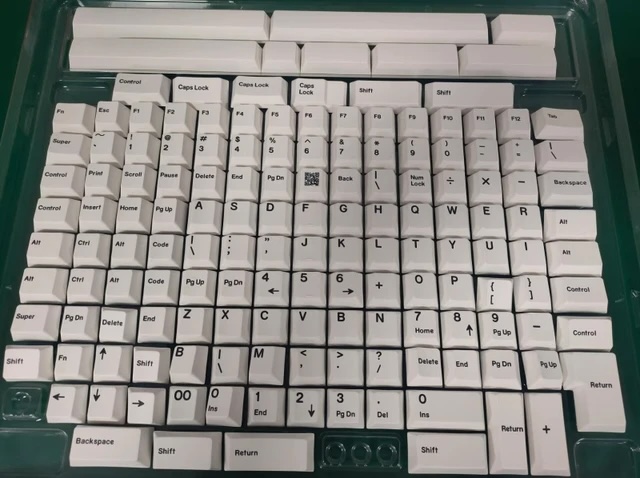 Control Caps Lock Caps Lock Caps Lock Shift Shift
Fn Esc F1 F2 F3 F4 F5 F6 F7 F8 F9 F10 F11 F12 Tab
Super ~ ` ! 1 @ 2 # 3 $ 4 % 5 ^ 6 & 7 * 8 ( 9 ) 0 _ - + = | \
Control Print Scroll Pause Delete End Pg Dn Back | \ Num Lock ÷ × − Backspace
Control Insert Home Pg Up A S D F G H Q W E R Alt
Alt Ctrl Alt Code | \ : ; " ' J K L T Y U I Alt
Alt Ctrl Alt Code Pg Up Pg Dn 4 ← 5 6 → + O P { [ } ] Control
Super Pg Dn Delete End Z X C V B N 7 Home 8 ↑ 9 Pg Up − Control
Shift Fn ↑ Shift B | \ M < , > . ? / Delete End Pg Dn Pg Up Return
← ↓ → 00 0 Ins 1 End 2 ↓ 3 Pg Dn . Del 0 Ins Return +
Backspace Shift Return Shift